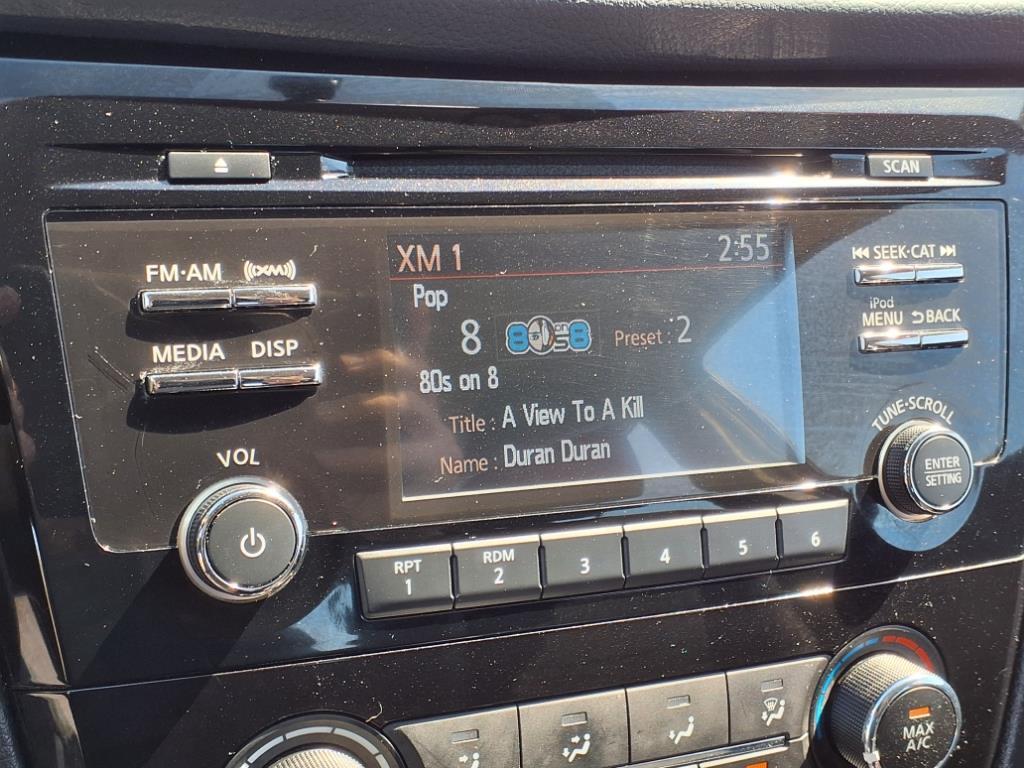 SCAN
FM·AM XM
MEDIA DISP
VOL
XM 1 2:55
Pop
8 80s on 8 Preset : 2
80s on 8
Title : A View To A Kill
Name : Duran Duran
SEEK·CAT
iPod
MENU BACK
TUNE·SCROLL
ENTER
SETTING
RPT
1
RDM
2
3
4
5
6
MAX
A/C